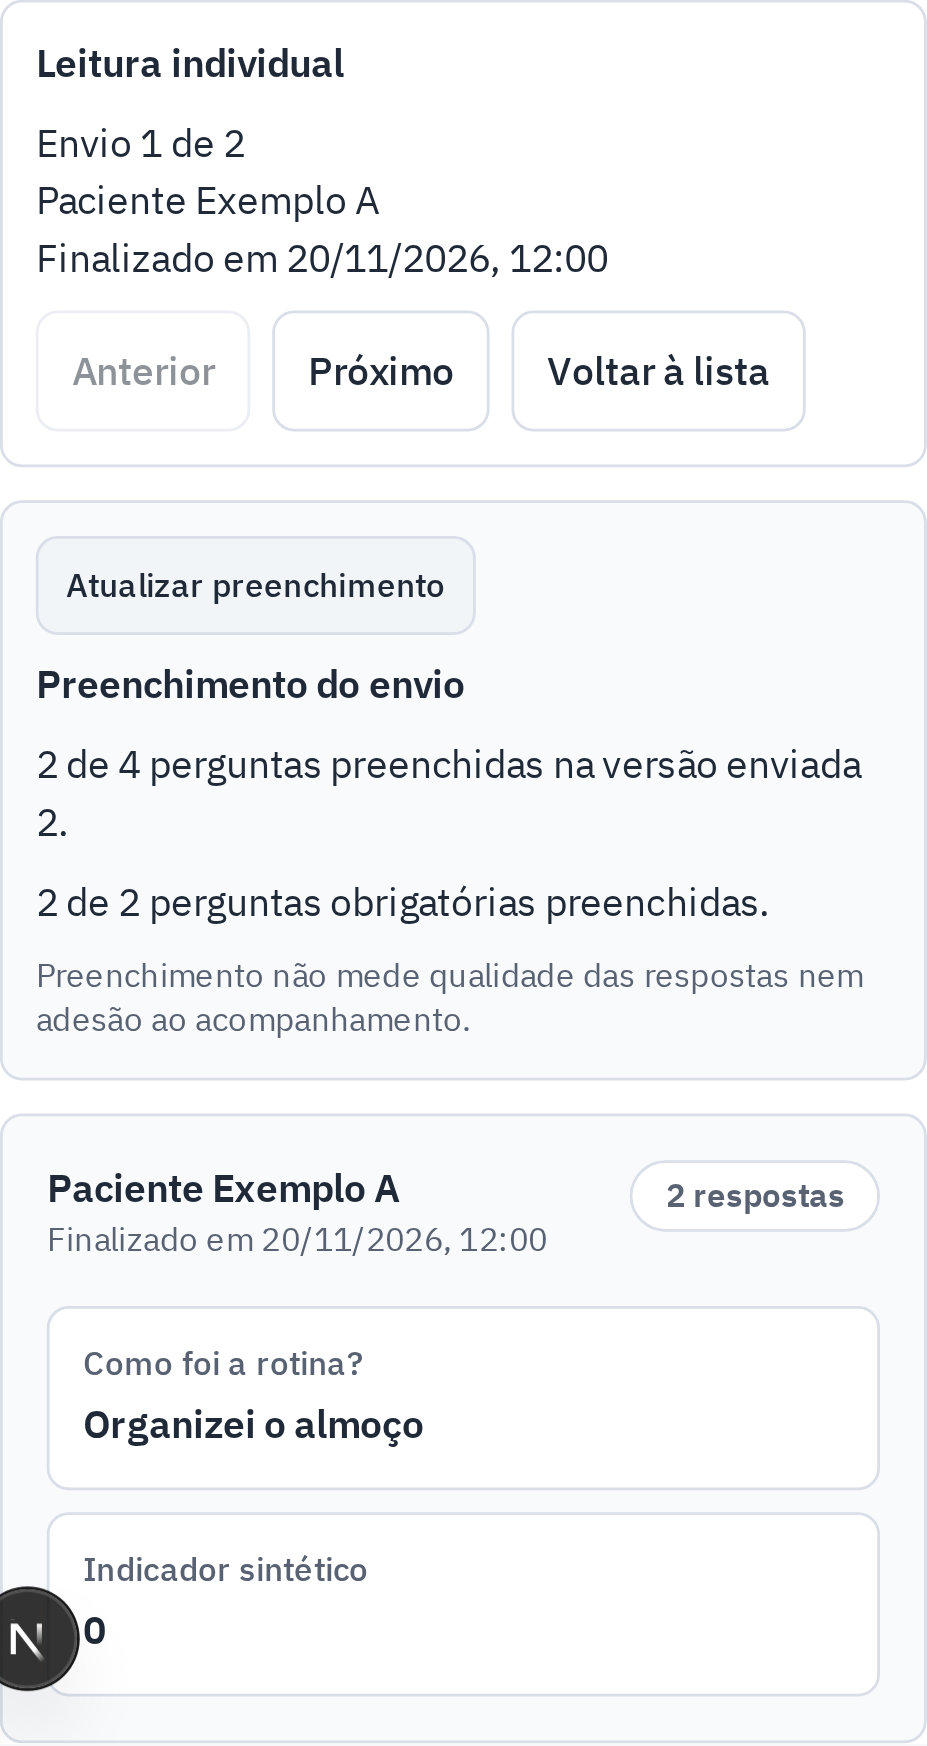 Leitura individual
Envio 1 de 2
Paciente Exemplo A
Finalizado em 20/11/2026, 12:00
Anterior
Próximo
Voltar à lista
Atualizar preenchimento
Preenchimento do envio
2 de 4 perguntas preenchidas na versão enviada
2.
2 de 2 perguntas obrigatórias preenchidas.
Preenchimento não mede qualidade das respostas nem
adesão ao acompanhamento.
Paciente Exemplo A
2 respostas
Finalizado em 20/11/2026, 12:00
Como foi a rotina?
Organizei o almoço
Indicador sintético
0
N